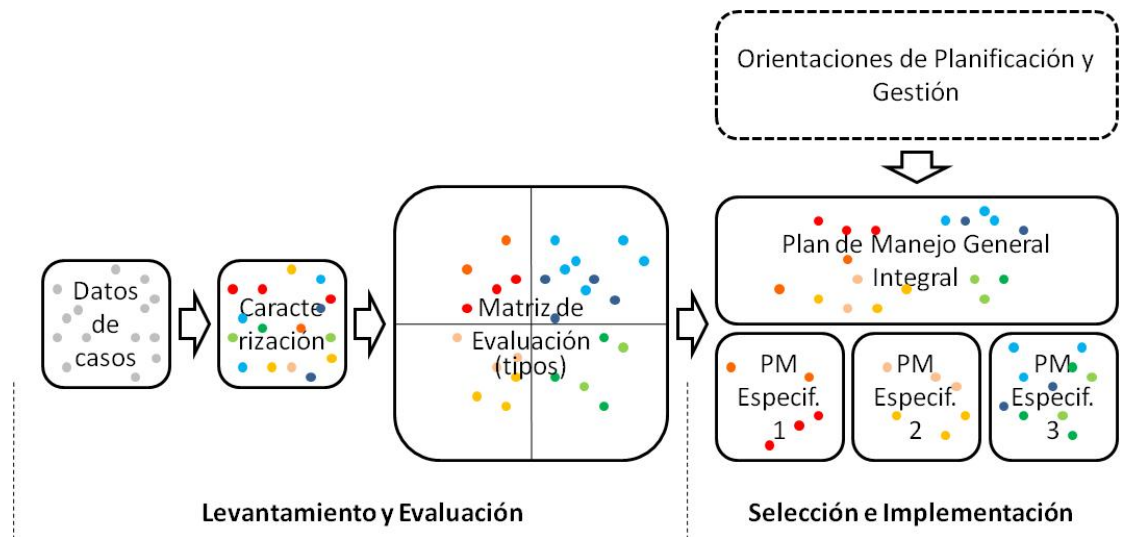 Orientaciones de Planificación y
Gestión
Datos
de
casos
Caracte
rización
Matriz de
Evaluación
(tipos)
Plan de Manejo General
Integral
PM
Especif.
1
PM
Especif.
2
PM
Especif.
3
Levantamiento y Evaluación
Selección e Implementación